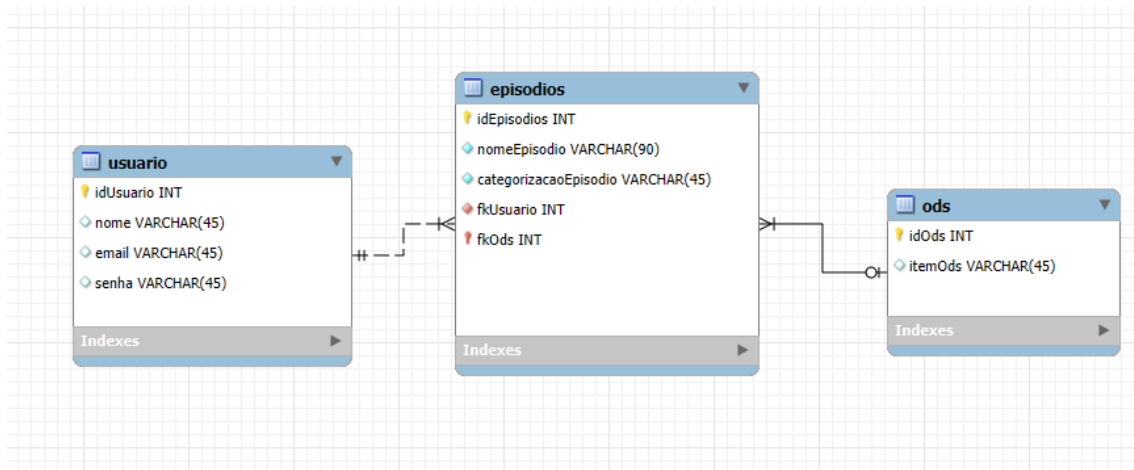 usuario
idUsuario INT
nome VARCHAR(45)
email VARCHAR(45)
senha VARCHAR(45)
Indexes
episodios
idEpisodios INT
nomeEpisodio VARCHAR(90)
categorizacaoEpisodio VARCHAR(45)
fkUsuario INT
fkOds INT
Indexes
ods
idOds INT
itemOds VARCHAR(45)
Indexes